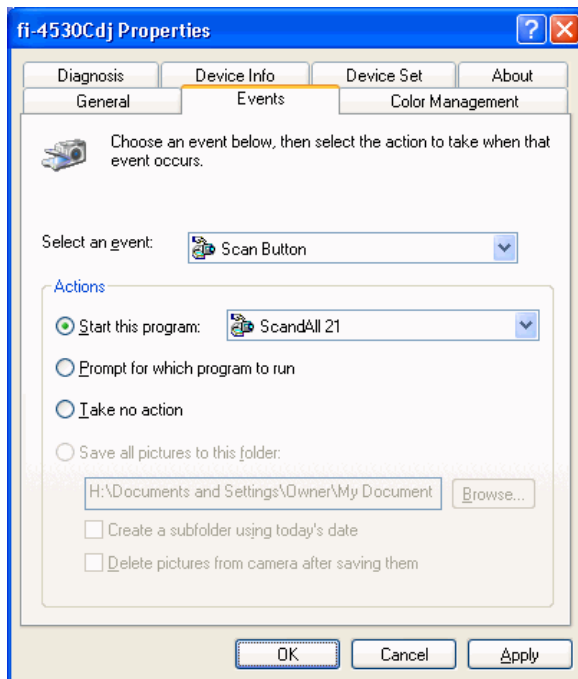 fi-4530Cdj Properties
Diagnosis Device Info Device Set About
General Events Color Management
Choose an event below, then select the action to take when that
event occurs.
Select an event: Scan Button
Actions
Start this program: ScandAll 21
Prompt for which program to run
Take no action
Save all pictures to this folder:
H:\Documents and Settings\Owner\My Document Browse...
Create a subfolder using today's date
Delete pictures from camera after saving them
OK Cancel Apply